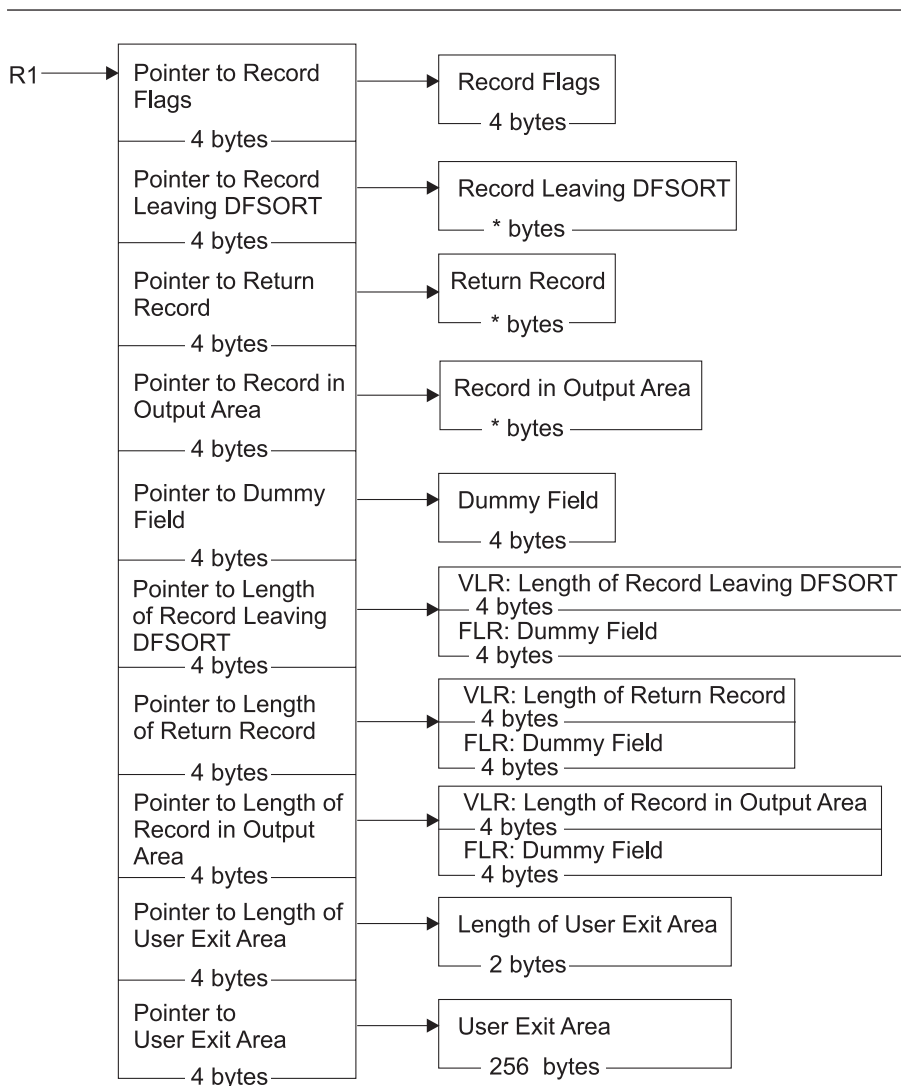 R1
Pointer to Record
Flags
4 bytes
Record Flags
4 bytes
Pointer to Record
Leaving DFSORT
4 bytes
Record Leaving DFSORT
* bytes
Pointer to Return
Record
4 bytes
Return Record
* bytes
Pointer to Record in
Output Area
4 bytes
Record in Output Area
* bytes
Pointer to Dummy
Field
4 bytes
Dummy Field
4 bytes
Pointer to Length
of Record Leaving
DFSORT
4 bytes
VLR: Length of Record Leaving DFSORT
4 bytes
FLR: Dummy Field
4 bytes
Pointer to Length
of Return Record
4 bytes
VLR: Length of Return Record
4 bytes
FLR: Dummy Field
4 bytes
Pointer to Length of
Record in Output
Area
4 bytes
VLR: Length of Record in Output Area
4 bytes
FLR: Dummy Field
4 bytes
Pointer to Length of
User Exit Area
4 bytes
Length of User Exit Area
2 bytes
Pointer to
User Exit Area
4 bytes
User Exit Area
256 bytes